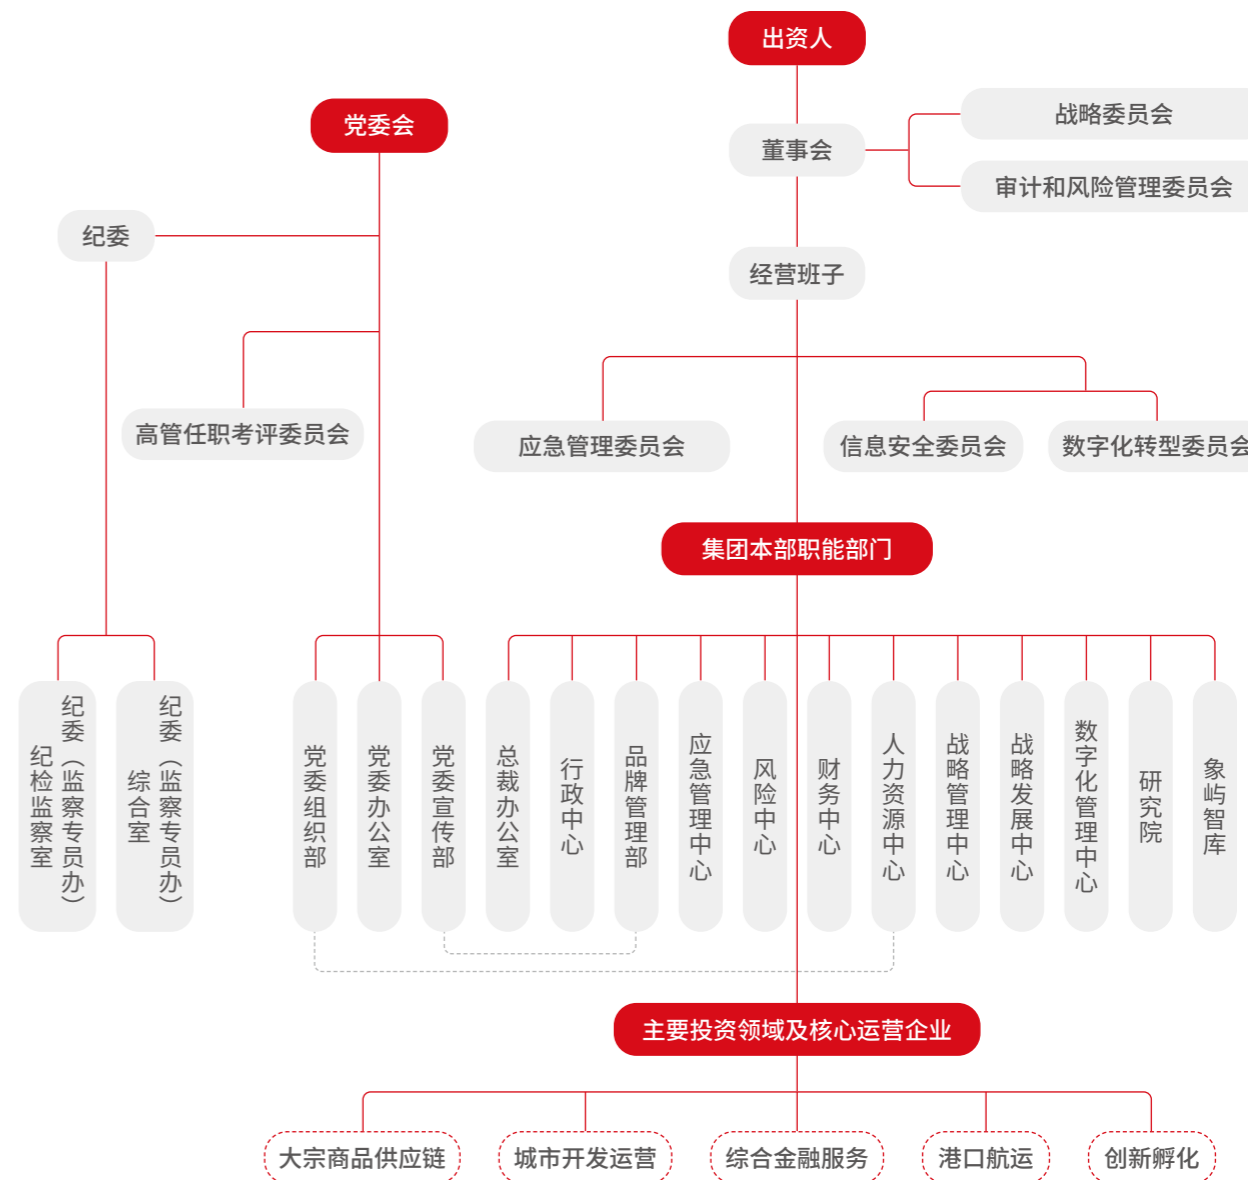 出资人
党委会
战略委员会
董事会
审计和风险管理委员会
纪委
经营班子
高管任职考评委员会
应急管理委员会
信息安全委员会
数字化转型委员会
集团本部职能部门
纪委（监察专员办）
纪检监察室
纪委（监察专员办）
综合室
党委组织部
党委办公室
党委宣传部
总裁办公室
行政中心
品牌管理部
应急管理中心
风险中心
财务中心
人力资源中心
战略管理中心
战略发展中心
数字化管理中心
研究院
象屿智库
主要投资领域及核心运营企业
大宗商品供应链
城市开发运营
综合金融服务
港口航运
创新孵化